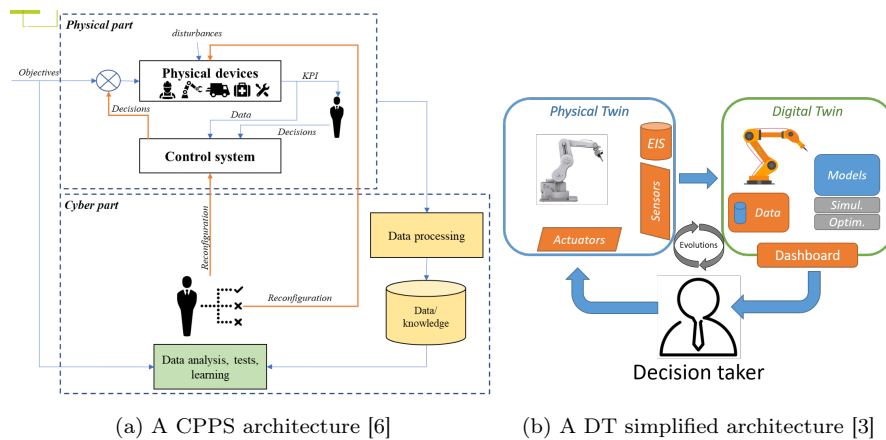 Physical part
disturbances
Objectives
Physical devices
KPI
Decisions
Data
Decisions
Control system
Cyber part
Reconfiguration
Data processing
Reconfiguration
Data/
knowledge
Data analysis, tests,
learning
(a) A CPPS architecture [6]
Physical Twin
Digital Twin
EIS
Sensors
Models
Simul.
Optim.
Data
Actuators
Evolutions
Dashboard
Decision taker
(b) A DT simplified architecture [3]